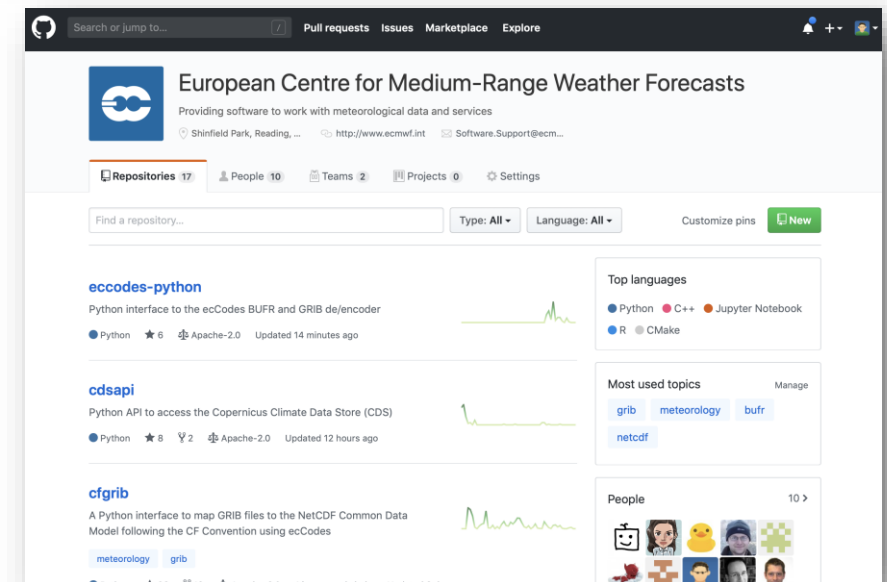 Search or jump to... /
Pull requests Issues Marketplace Explore
European Centre for Medium-Range Weather Forecasts
Providing software to work with meteorological data and services
Shinfield Park, Reading, ... http://www.ecmwf.int Software.Support@ecm...
Repositories 17 People 10 Teams 2 Projects 0 Settings
Find a repository... Type: All Language: All Customize pins New
eccodes-python
Python interface to the ecCodes BUFR and GRIB de/encoder
Python 6 Apache-2.0 Updated 14 minutes ago
Top languages
Python C++ Jupyter Notebook
R CMake
cdsapi
Python API to access the Copernicus Climate Data Store (CDS)
Python 8 2 Apache-2.0 Updated 12 hours ago
Most used topics Manage
grib meteorology bufr
netcdf
cfgrib
A Python interface to map GRIB files to the NetCDF Common Data
Model following the CF Convention using ecCodes
meteorology grib
People 10